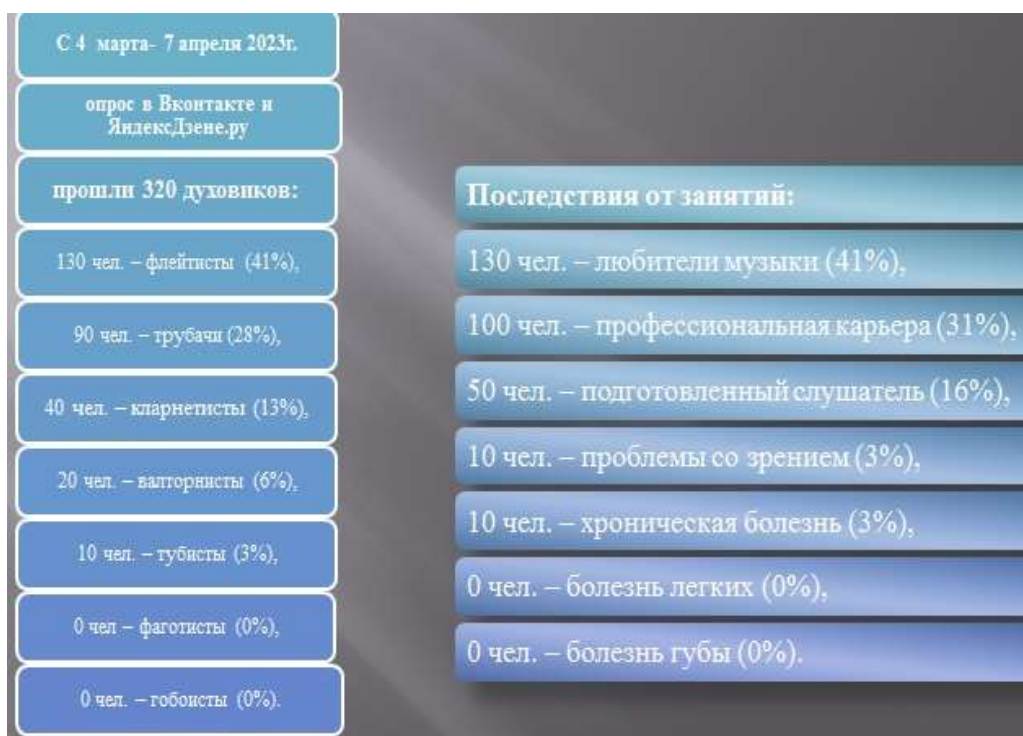 С 4 марта- 7 апреля 2023г.
опрос в Вконтакте и
ЯндексДзене.ру
прошли 320 духовиков:
130 чел. – флейтисты (41%),
90 чел. – трубачи (28%),
40 чел. – кларнетисты (13%),
20 чел. – валторнисты (6%),
10 чел. – тубисты (3%),
0 чел – фаготисты (0%),
0 чел. – гобоисты (0%).
Последствия от занятий:
130 чел. – любители музыки (41%),
100 чел. – профессиональная карьера (31%),
50 чел. – подготовленный слушатель (16%),
10 чел. – проблемы со зрением (3%),
10 чел. – хроническая болезнь (3%),
0 чел. – болезнь легких (0%),
0 чел. – болезнь губы (0%).